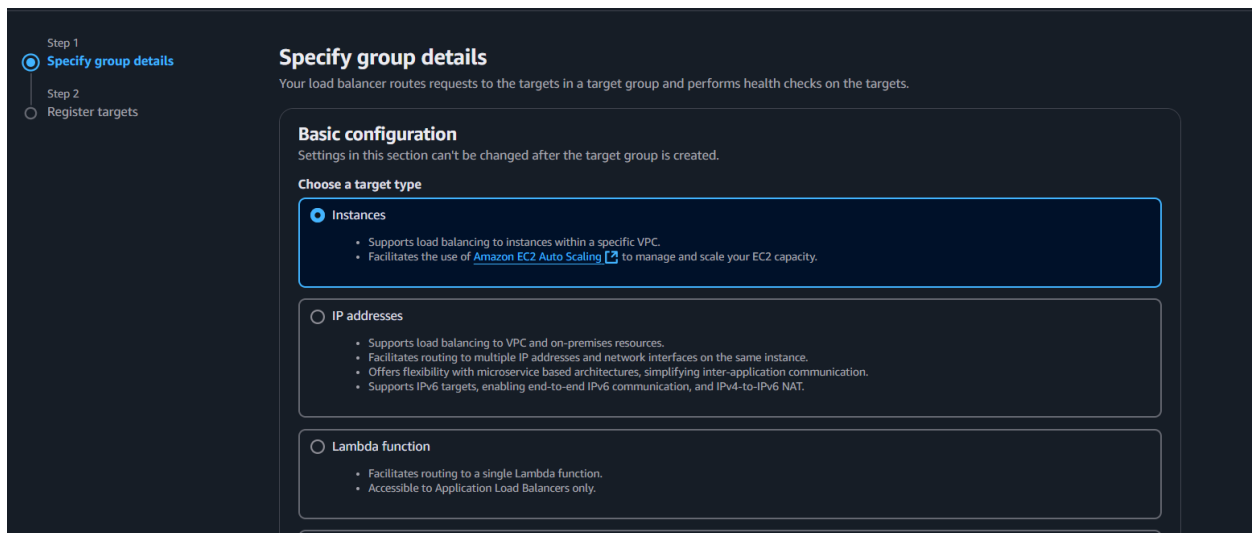 Step 1
Specify group details
Step 2
Register targets
Specify group details
Your load balancer routes requests to the targets in a target group and performs health checks on the targets.
Basic configuration
Settings in this section can't be changed after the target group is created.
Choose a target type
Instances
• Supports load balancing to instances within a specific VPC.
• Facilitates the use of Amazon EC2 Auto Scaling to manage and scale your EC2 capacity.
IP addresses
• Supports load balancing to VPC and on-premises resources.
• Facilitates routing to multiple IP addresses and network interfaces on the same instance.
• Offers flexibility with microservice based architectures, simplifying inter-application communication.
• Supports IPv6 targets, enabling end-to-end IPv6 communication, and IPv4-to-IPv6 NAT.
Lambda function
• Facilitates routing to a single Lambda function.
• Accessible to Application Load Balancers only.